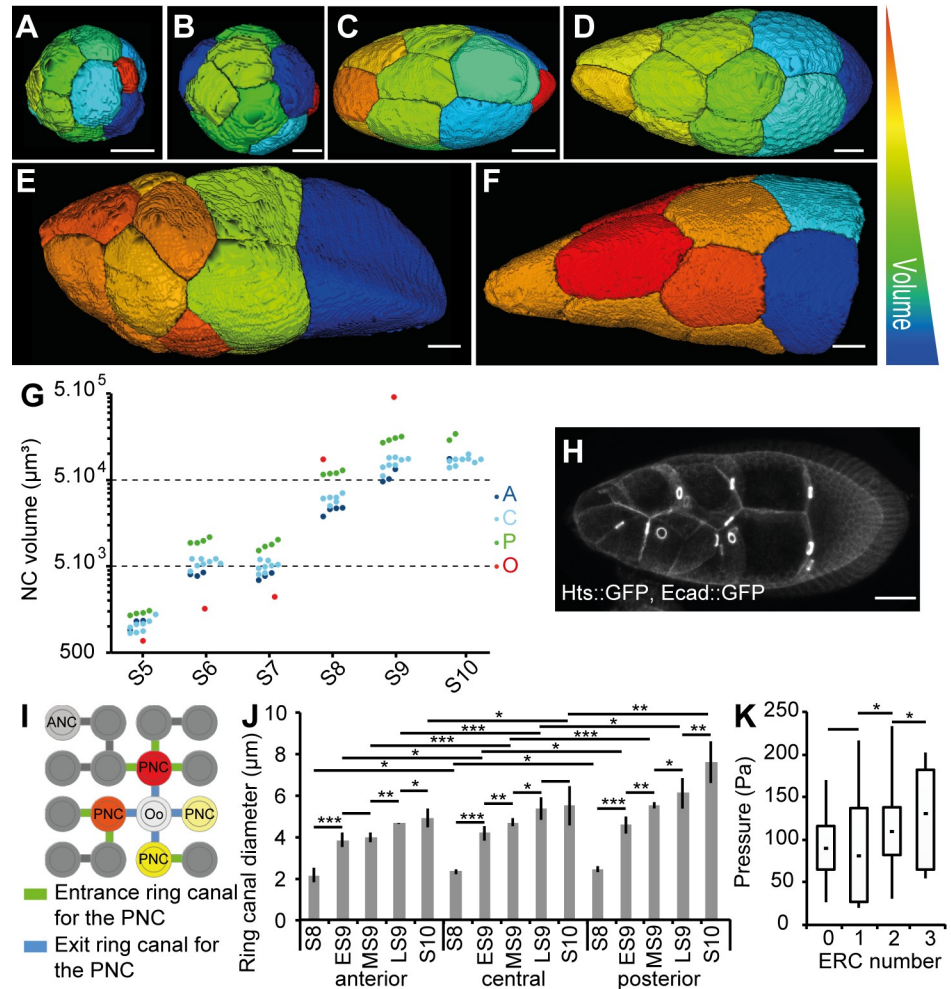 A
B
C
D
E
F
Volume
G
5.10⁵
5.10⁴
5.10³
500
NC volume (µm³)
S5
S6
S7
S8
S9
S10
A
C
P
O
H
Hts::GFP, Ecad::GFP
I
ANC
PNC
PNC
Oo
PNC
PNC
Entrance ring canal
for the PNC
Exit ring canal for
the PNC
J
Ring canal diameter (µm)
10
8
6
4
2
0
*
**
***
*
*
***
*
***
*
*
***
**
*
***
**
*
***
**
*
**
S8
ES9
MS9
LS9
S10
S8
ES9
MS9
LS9
S10
S8
ES9
MS9
LS9
S10
anterior
central
posterior
K
Pressure (Pa)
250
200
150
100
50
0
*
*
0
1
2
3
ERC number